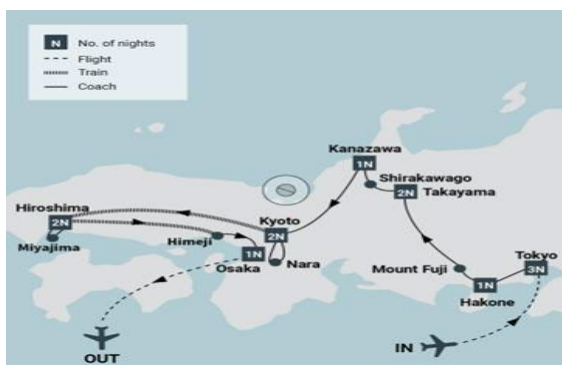 N No. of nights
Flight
Train
Coach
Kanazawa
1N
Shirakawago
2N Takayama
Hiroshima
2N
Miyajima
Himeji
Kyoto
2N
1N
Osaka
Nara
Mount Fuji
Tokyo
3N
1N
Hakone
OUT
IN